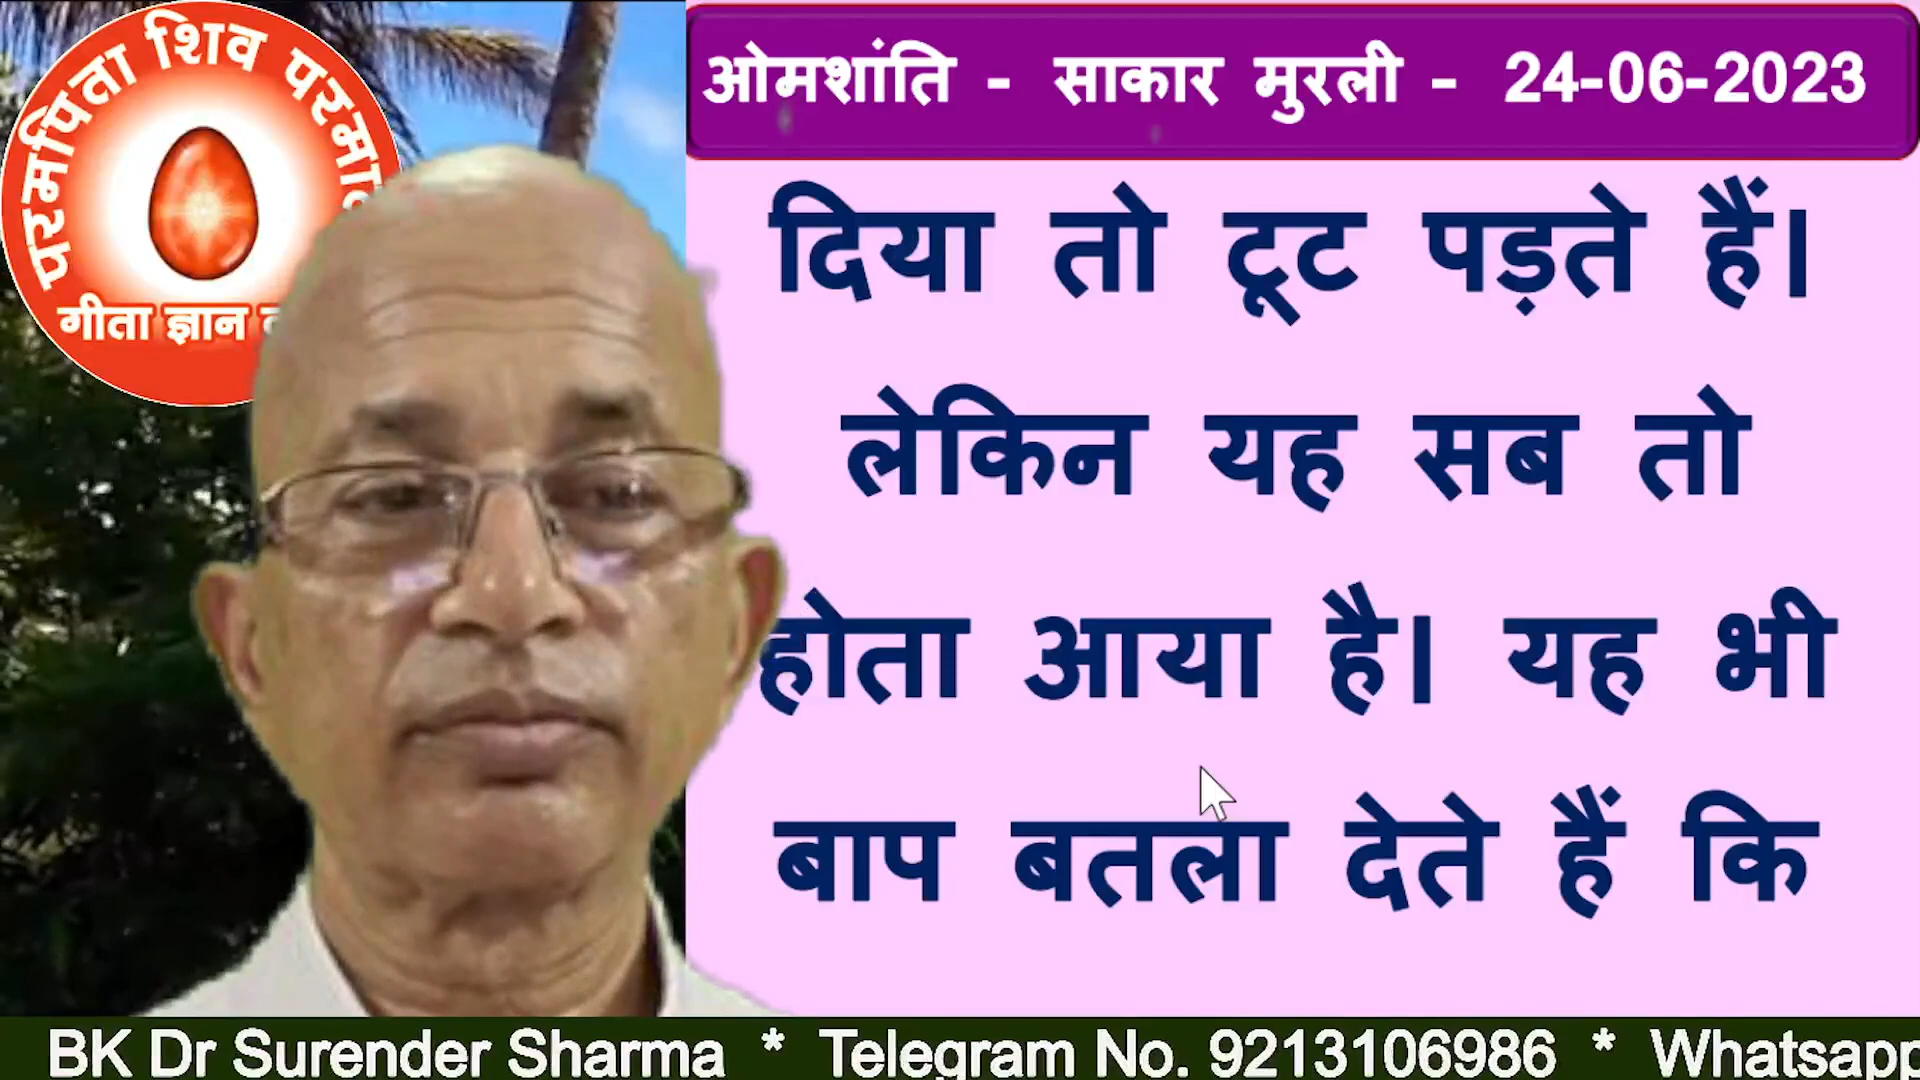 परमपिता शिव
गीता ज्ञान
ओमशांति - साकार मुरली - 24-06-2023
दिया तो टूट पड़ते हैं।
लेकिन यह सब तो
होता आया है। यह भी
बाप बतला देते हैं कि
BK Dr Surender Sharma * Telegram No. 9213106986 * Whatsapp